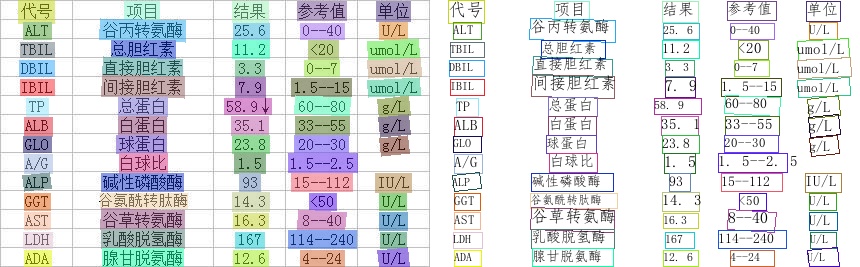 代号 项目 结果 参考值 单位
ALT 谷丙转氨酶 25.6 0--40 U/L
TBIL 总胆红素 11.2 <20 umol/L
DBIL 直接胆红素 3.3 0--7 umol/L
IBIL 间接胆红素 7.9 1.5--15 umol/L
TP 总蛋白 58.9↓ 60--80 g/L
ALB 白蛋白 35.1 33--55 g/L
GLO 球蛋白 23.8 20--30 g/L
A/G 白球比 1.5 1.5--2.5
ALP 碱性磷酸酶 93 15--112 IU/L
GGT 谷氨酰转肽酶 14.3 <50 U/L
AST 谷草转氨酶 16.3 8--40 U/L
LDH 乳酸脱氢酶 167 114--240 U/L
ADA 腺甘脱氨酶 12.6 4--24 U/L
代号 项目 结果 参考值 单位
ALT 谷丙转氨酶 25.6 0--40 U/L
TBIL 总胆红素 11.2 <20 umol/L
DBIL 直接胆红素 3.3 0--7 umol/L
IBIL 间接胆红素 7.9 1.5--15 umol/L
TP 总蛋白 58.9 60--80 g/L
ALB 白蛋白 35.1 33--55 g/L
GLO 球蛋白 23.8 20--30 g/L
A/G 白球比 1.5 1.5--2.5
ALP 碱性磷酸酶 93 15--112 IU/L
GGT 谷氨酰转肽酶 14.3 <50 U/L
AST 谷草转氨酶 16.3 8--40 U/L
LDH 乳酸脱氢酶 167 114--240 U/L
ADA 腺甘脱氨酶 12.6 4--24 U/L